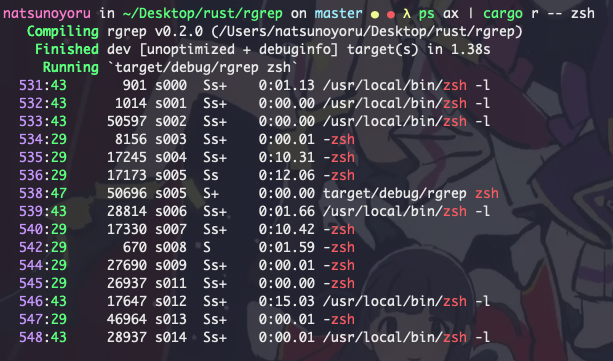 natsunoyoru in ~/Desktop/rust/rgrep on master ● ● λ ps ax | cargo r -- zsh
Compiling rgrep v0.2.0 (/Users/natsunoyoru/Desktop/rust/rgrep)
Finished dev [unoptimized + debuginfo] target(s) in 1.38s
Running `target/debug/rgrep zsh`
531:43 901 s000 Ss+ 0:01.13 /usr/local/bin/zsh -l
532:43 1014 s001 Ss+ 0:00.00 /usr/local/bin/zsh -l
533:43 50597 s002 Ss+ 0:00.00 /usr/local/bin/zsh -l
534:29 8156 s003 Ss+ 0:00.01 -zsh
535:29 17245 s004 Ss+ 0:10.31 -zsh
536:29 17173 s005 Ss 0:12.06 -zsh
538:47 50696 s005 S+ 0:00.00 target/debug/rgrep zsh
539:43 28814 s006 Ss+ 0:01.66 /usr/local/bin/zsh -l
540:29 17330 s007 Ss+ 0:10.42 -zsh
542:29 670 s008 S 0:01.59 -zsh
544:29 27690 s009 Ss+ 0:00.01 -zsh
545:29 26937 s011 Ss+ 0:00.00 -zsh
546:43 17647 s012 Ss+ 0:15.03 /usr/local/bin/zsh -l
547:29 46964 s013 Ss+ 0:00.01 -zsh
548:43 28937 s014 Ss+ 0:00.01 /usr/local/bin/zsh -l